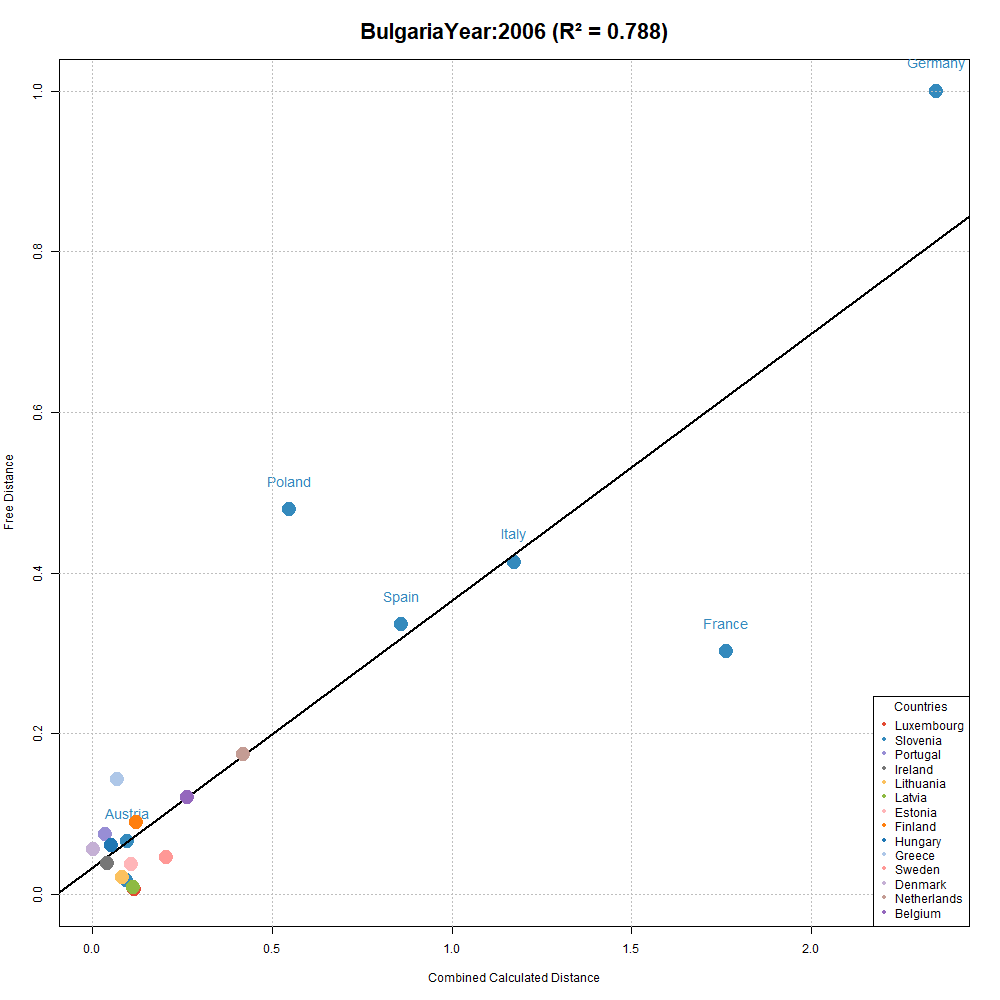 BulgariaYear:2006 (R² = 0.788)
Germany
Poland
Italy
Spain
France
Austria
Free Distance
1.0
0.8
0.6
0.4
0.2
0.0
0.0
0.5
1.0
1.5
2.0
Combined Calculated Distance
Countries
Luxembourg
Slovenia
Portugal
Ireland
Lithuania
Latvia
Estonia
Finland
Hungary
Greece
Sweden
Denmark
Netherlands
Belgium